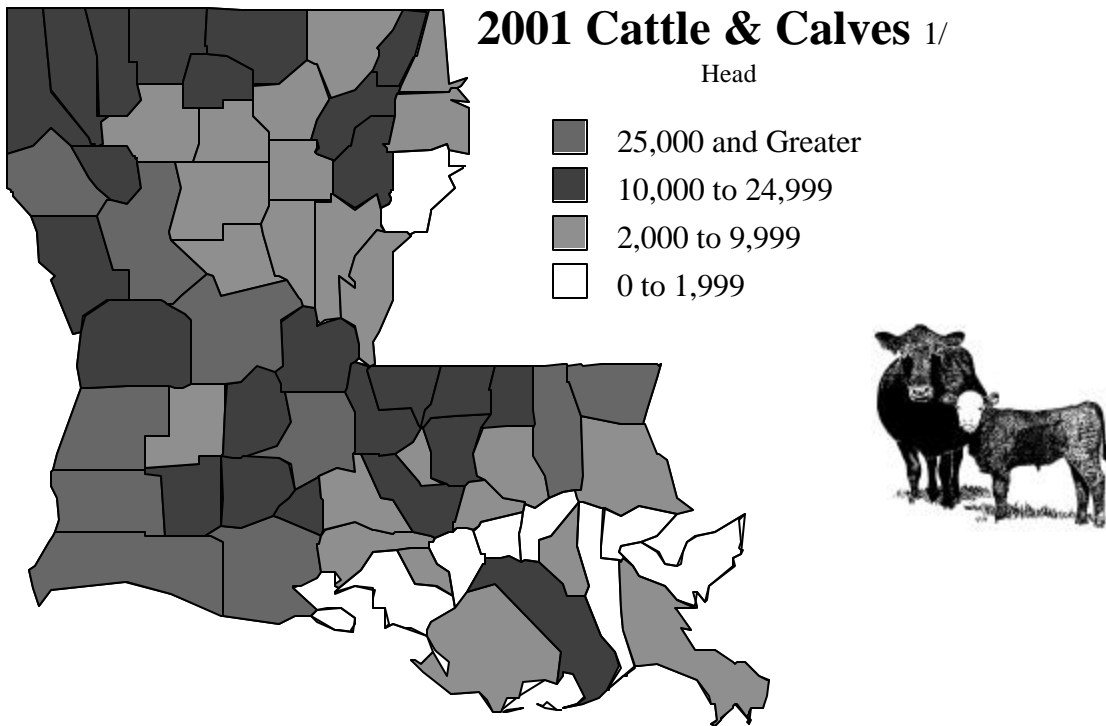 2001 Cattle & Calves 1/
Head
25,000 and Greater
10,000 to 24,999
2,000 to 9,999
0 to 1,999